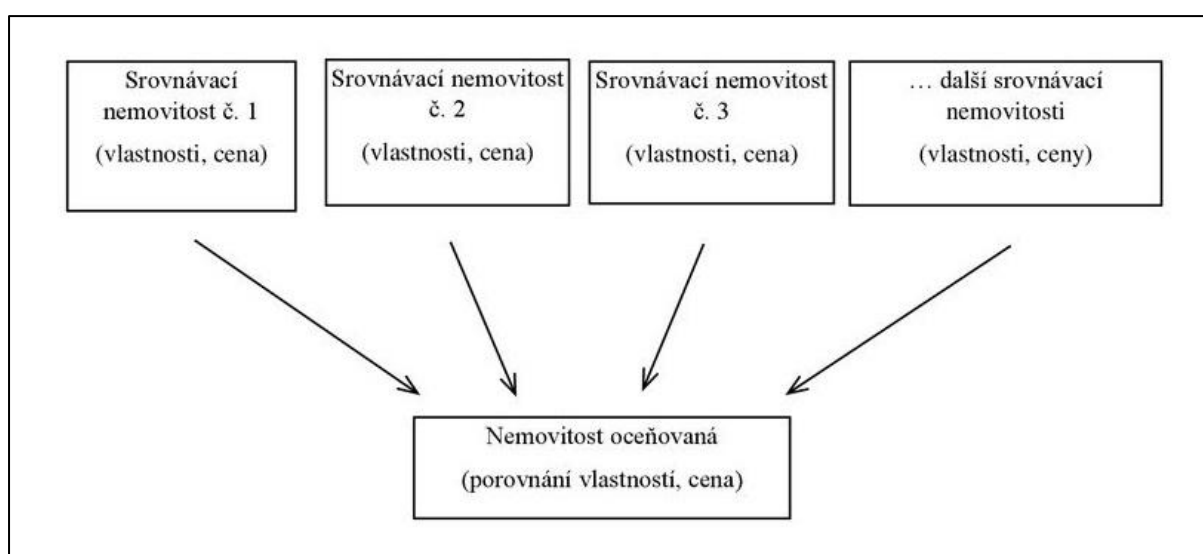 Srovnávací
nemovitost č. 1
(vlastnosti, cena)
Srovnávací nemovitost
č. 2
(vlastnosti, cena)
Srovnávací nemovitost
č. 3
(vlastnosti, cena)
… další srovnávací
nemovitosti
(vlastnosti, ceny)
Nemovitost oceňovaná
(porovnání vlastností, cena)